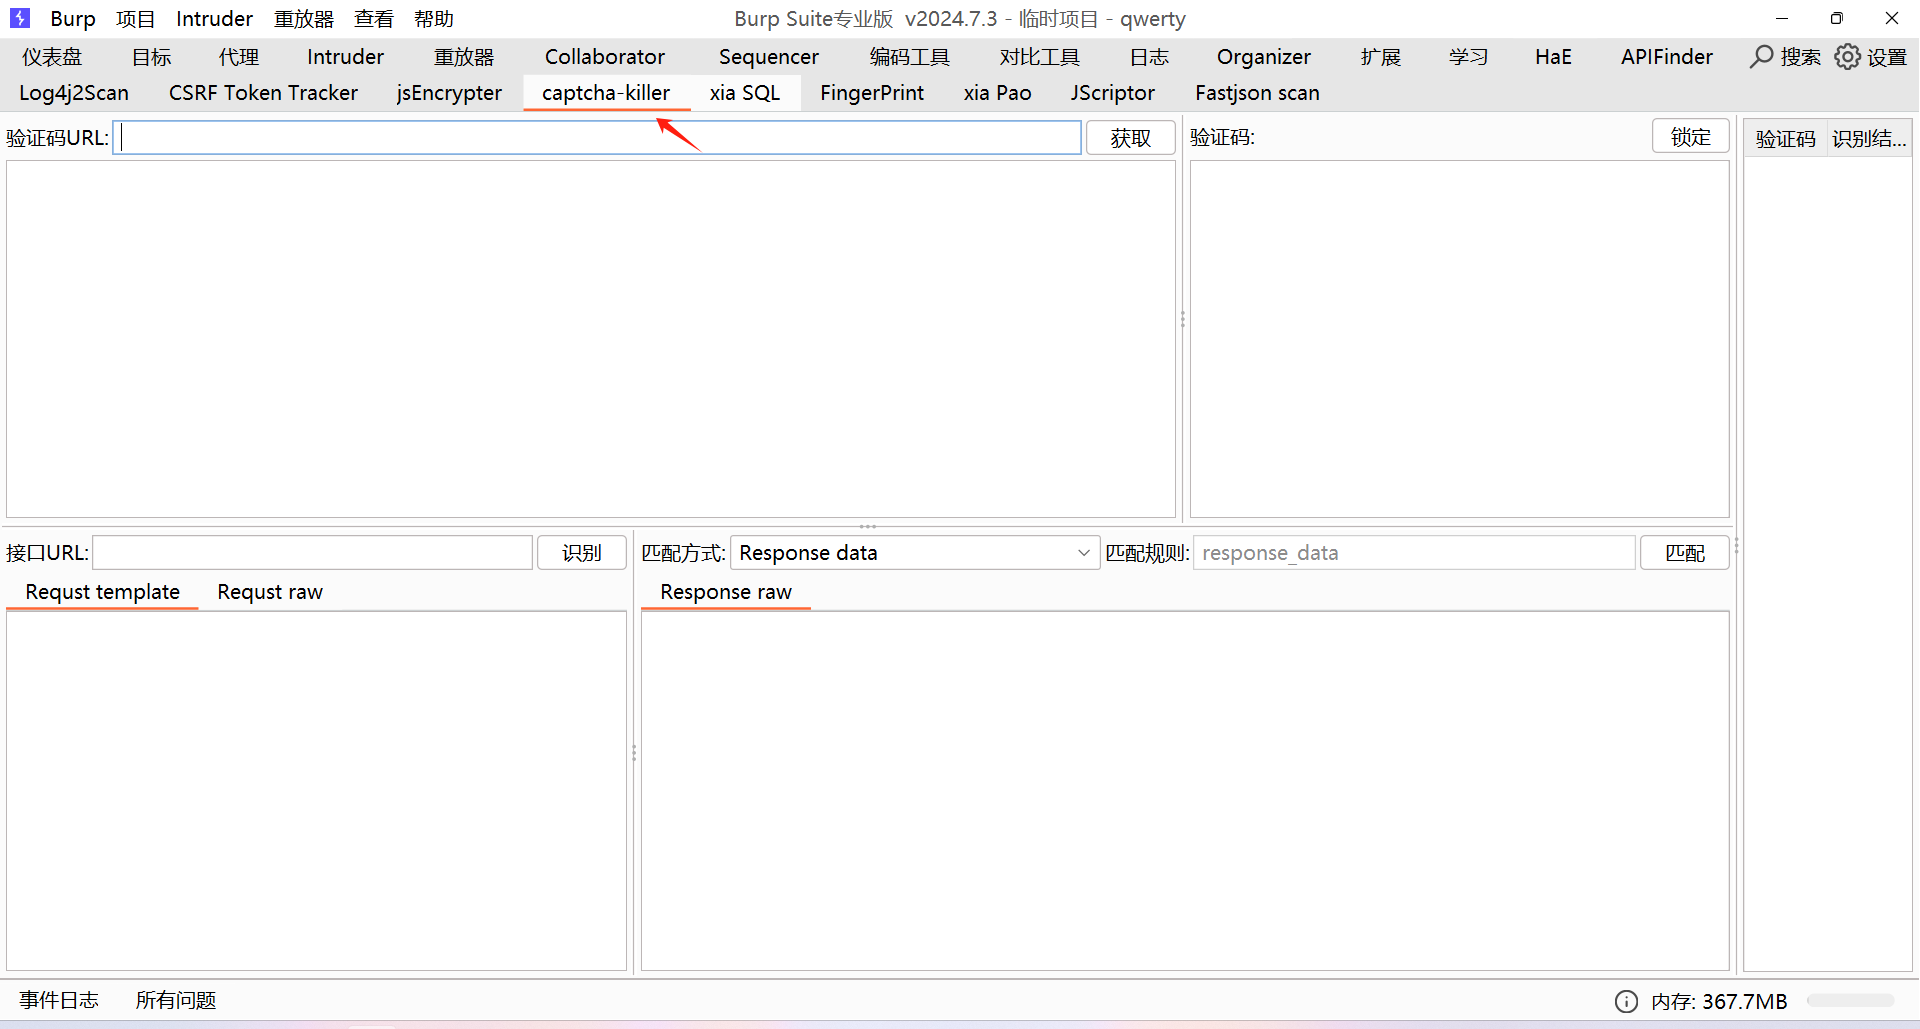 Burp 项目 Intruder 重放器 查看 帮助 Burp Suite专业版 v2024.7.3 - 临时项目 - qwerty
仪表盘 目标 代理 Intruder 重放器 Collaborator Sequencer 编码工具 对比工具 日志 Organizer 扩展 学习 HaE APIFinder 搜索 设置
Log4j2Scan CSRF Token Tracker jsEncrypter captcha-killer xia SQL FingerPrint xia Pao JScriptor Fastjson scan
验证码URL: 获取 验证码: 锁定 验证码 识别结...
接口URL: 识别 匹配方式: Response data 匹配规则: response_data 匹配
Requst template Requst raw Response raw
事件日志 所有问题 内存: 367.7MB